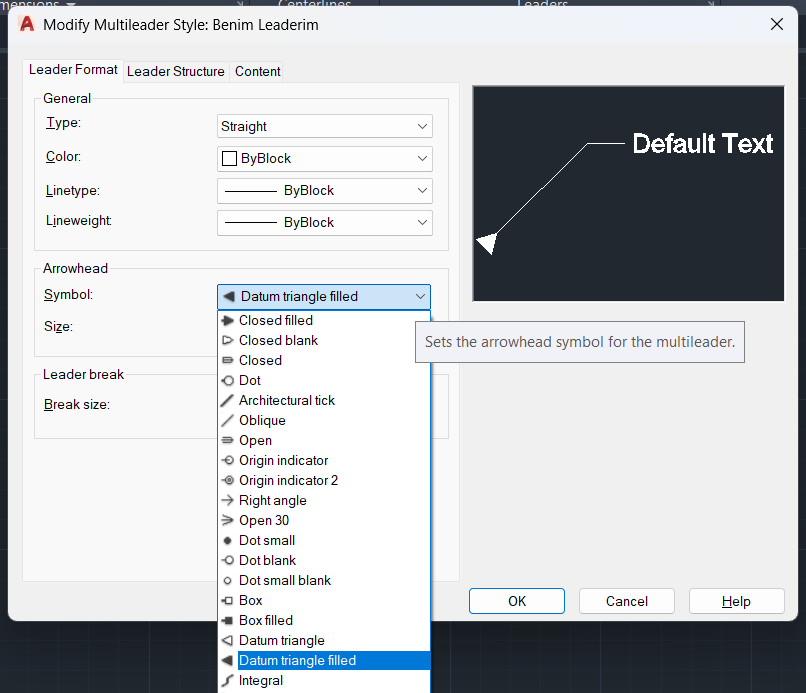 Centerlines
Leaders
Modify Multileader Style: Benim Leaderim
Leader Format
Leader Structure
Content
General
Type:
Straight
Color:
ByBlock
Linetype:
ByBlock
Lineweight:
ByBlock
Default Text
Arrowhead
Symbol:
Datum triangle filled
Size:
Sets the arrowhead symbol for the multileader.
Leader break
Break size:
Closed filled
Closed blank
Closed
Dot
Architectural tick
Oblique
Open
Origin indicator
Origin indicator 2
Right angle
Open 30
Dot small
Dot blank
Dot small blank
Box
Box filled
Datum triangle
Datum triangle filled
Integral
OK
Cancel
Help